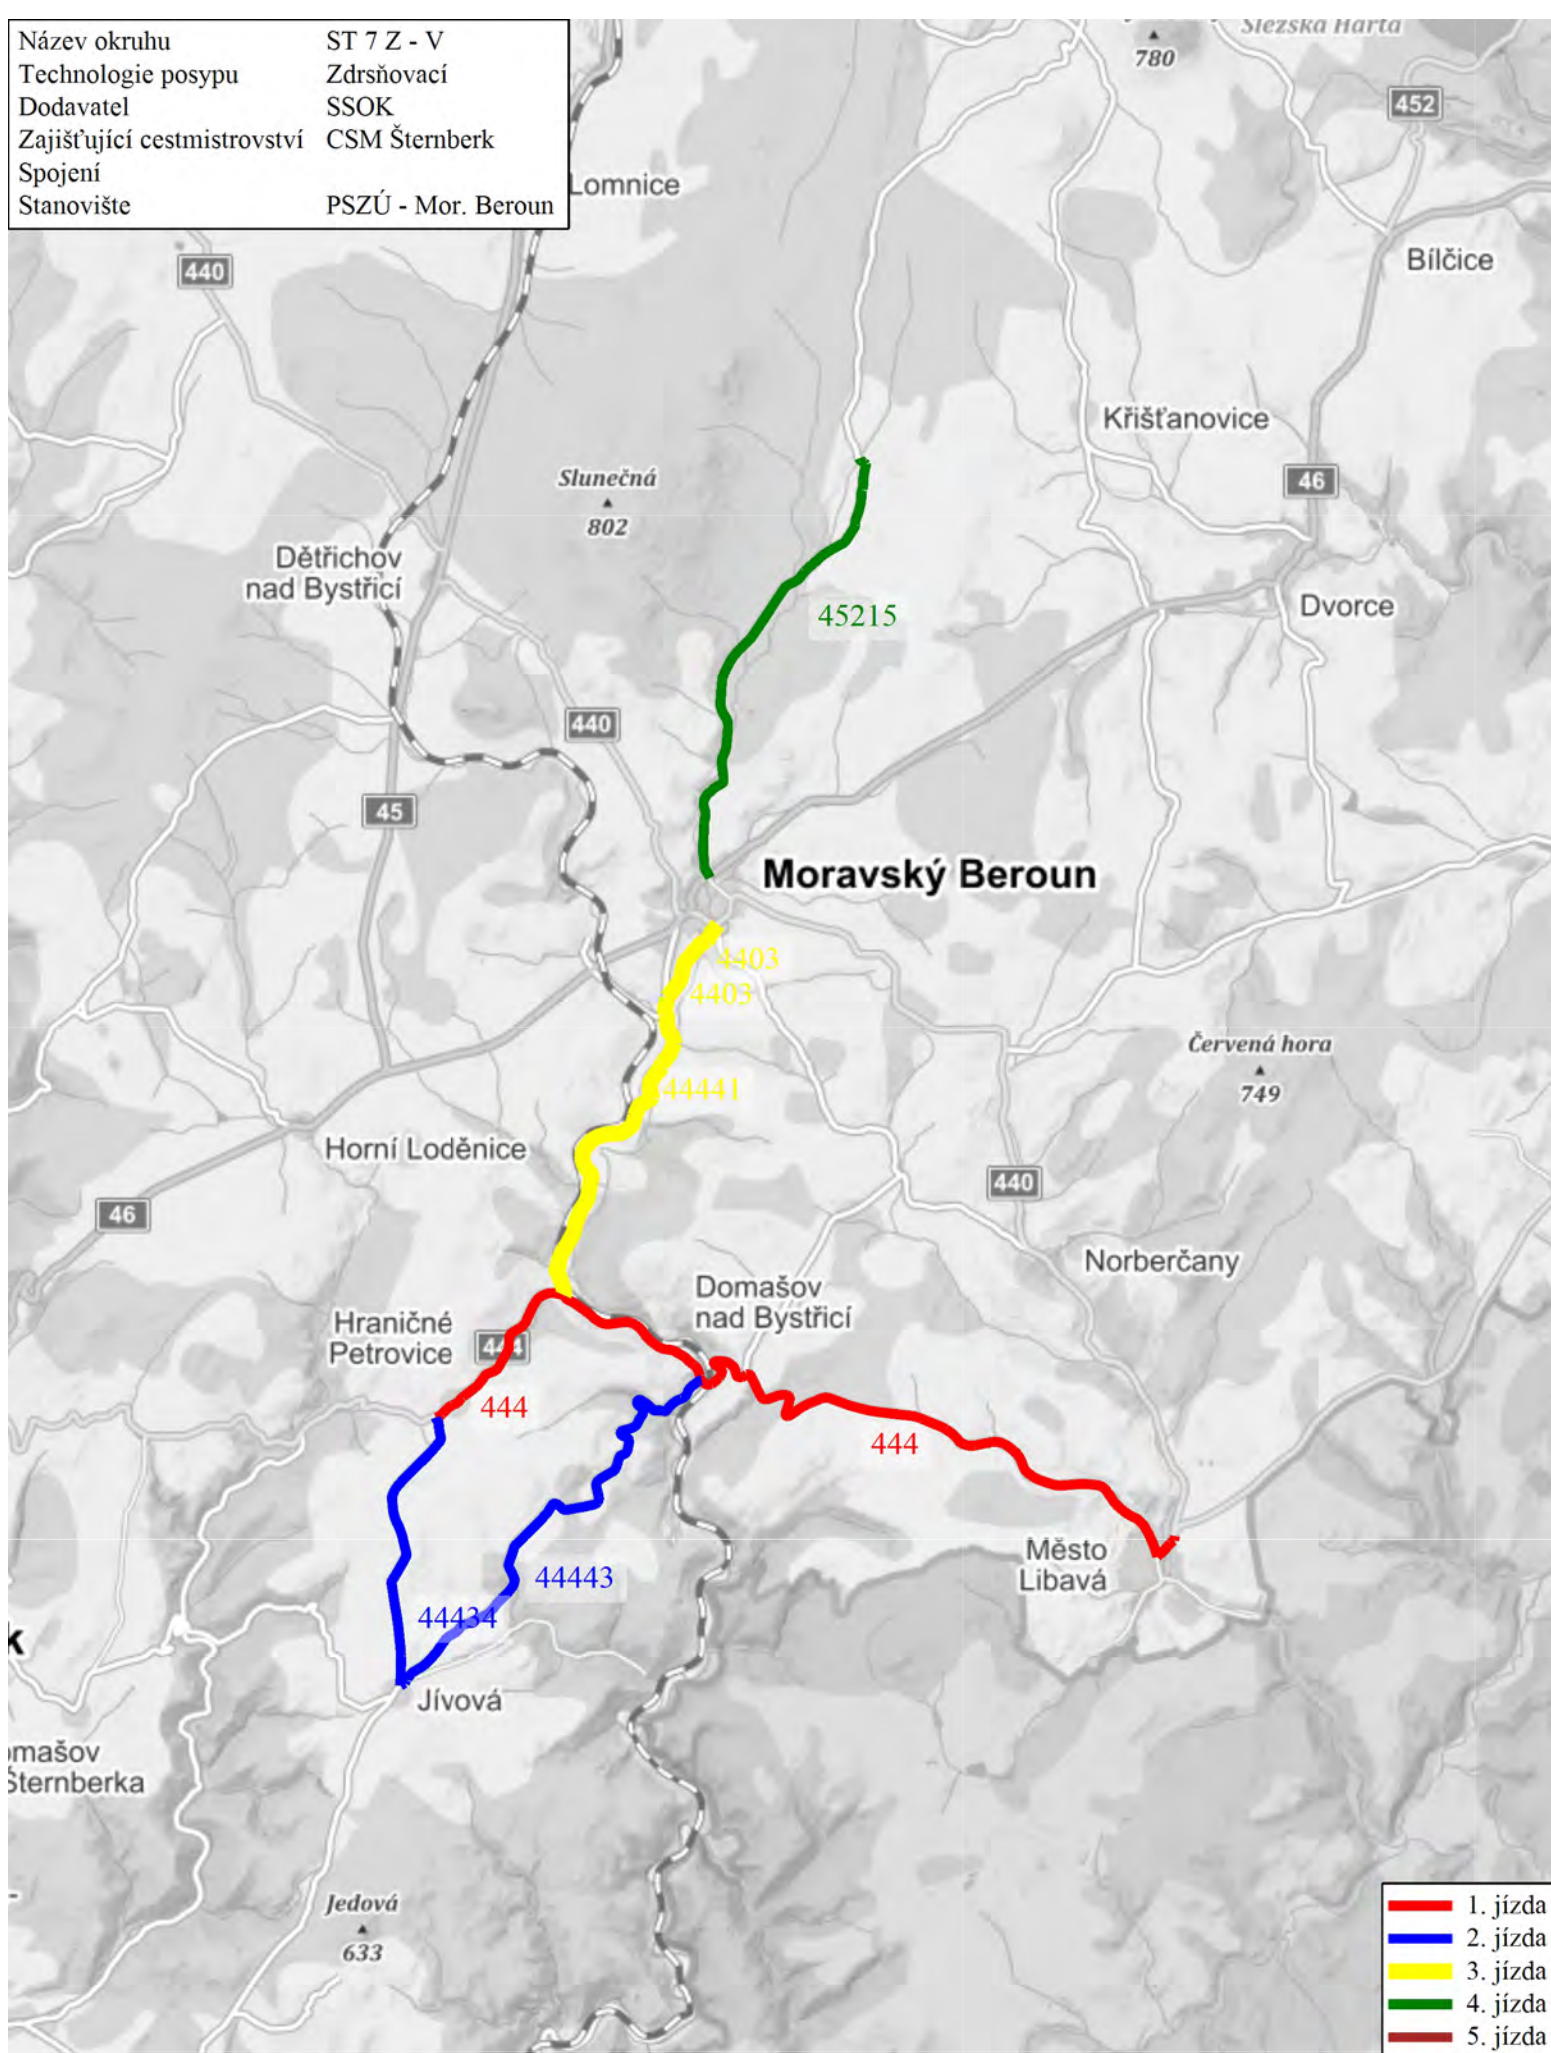 Název okruhu ST 7 Z - V
Technologie posypu Zdrsňovací
Dodavatel SSOK
Zajišťující cestmistrovství CSM Šternberk
Spojení
Stanovište PSZÚ - Mor. Beroun
Slezská Harta
780
452
Lomnice
440
Bílčice
Křišťanovice
Slunečná
802
46
Dětřichov
nad Bystřicí
45215
Dvorce
440
45
Moravský Beroun
4403
4403
Červená hora
749
44441
Horní Loděnice
440
46
Norberčany
Domašov
nad Bystřicí
Hraničné
Petrovice
444
444
444
Město
Libavá
44443
44434
k
Jívová
omašov
Šternberka
Jedová
633
1. jízda
2. jízda
3. jízda
4. jízda
5. jízda